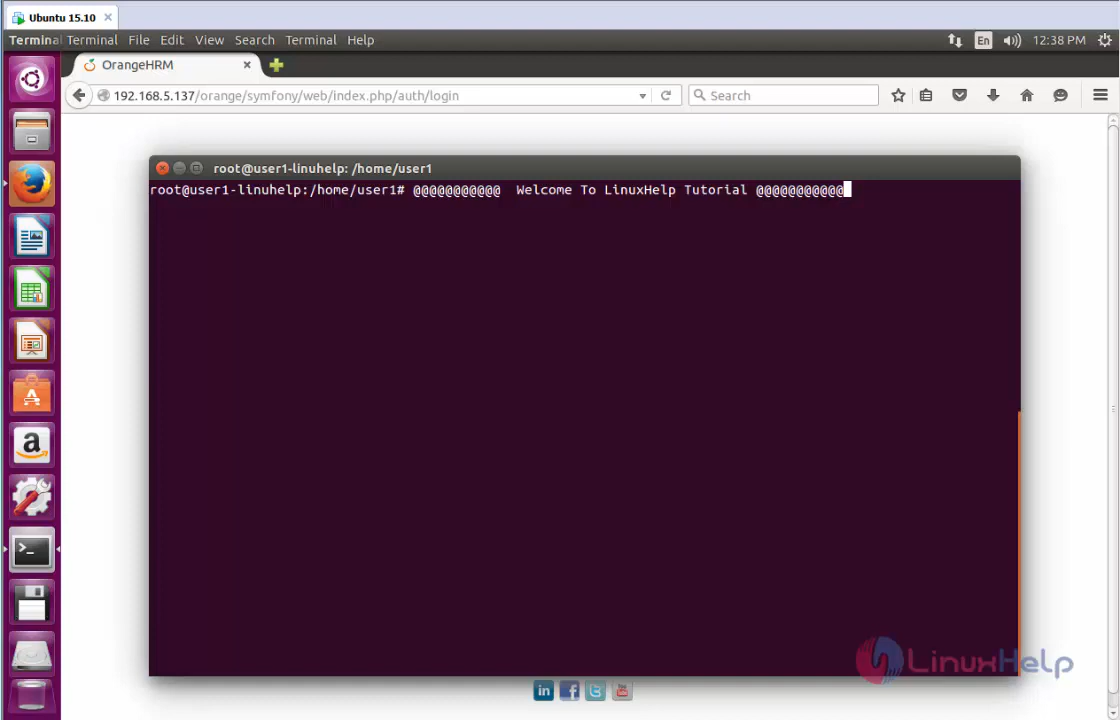 Ubuntu 15.10
Terminal Terminal File Edit View Search Terminal Help
En 12:38 PM
OrangeHRM
192.168.5.137/orange/symfony/web/index.php/auth/login
Search
root@user1-linuhelp: /home/user1
root@user1-linuhelp:/home/user1# @@@@@@@@@@@  Welcome To LinuxHelp Tutorial @@@@@@@@@@@
LinuxHelp
in f t You